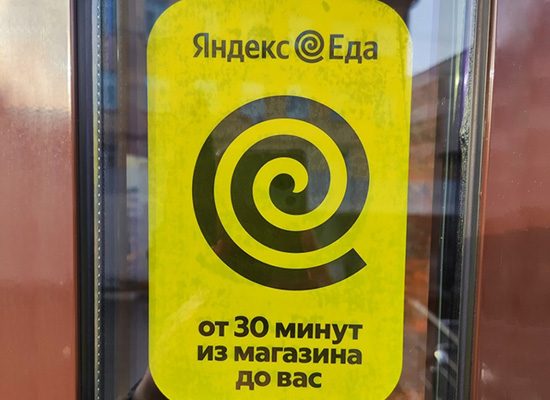 Яндекс Еда
от 30 минут
из магазина
до вас